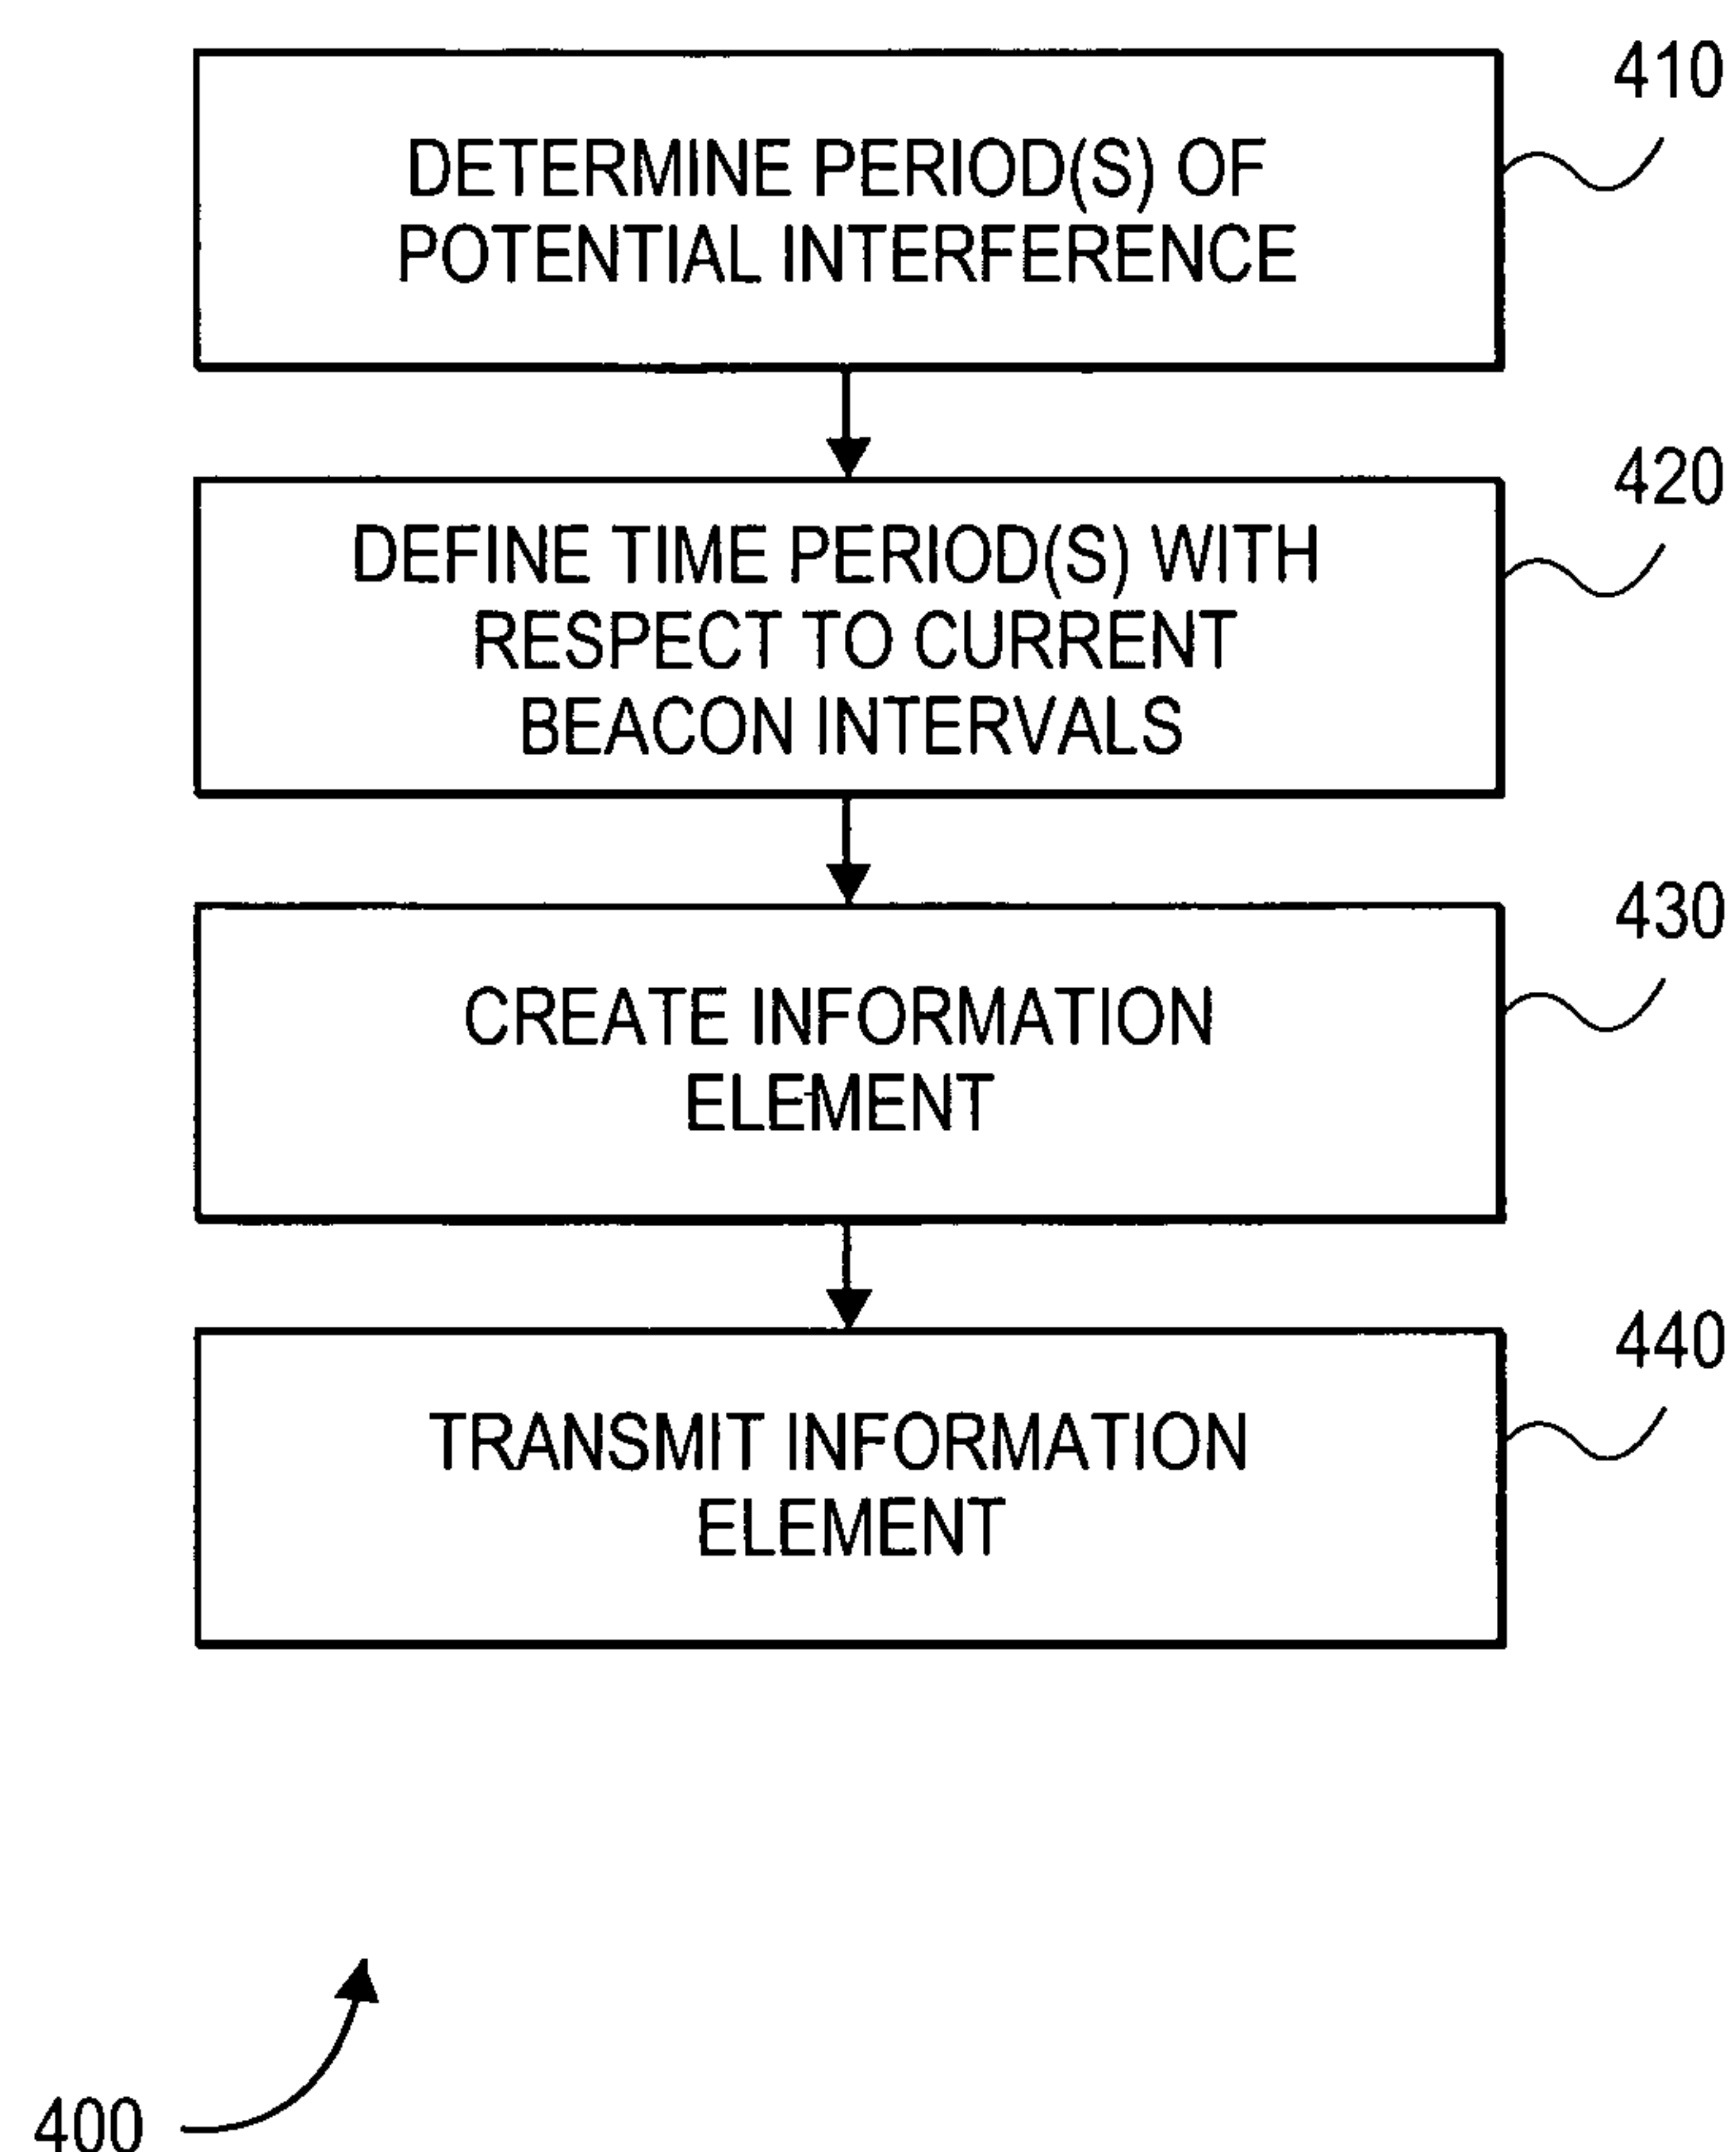 410
DETERMINE PERIOD(S) OF
POTENTIAL INTERFERENCE
420
DEFINE TIME PERIOD(S) WITH
RESPECT TO CURRENT
BEACON INTERVALS
430
CREATE INFORMATION
ELEMENT
440
TRANSMIT INFORMATION
ELEMENT
400